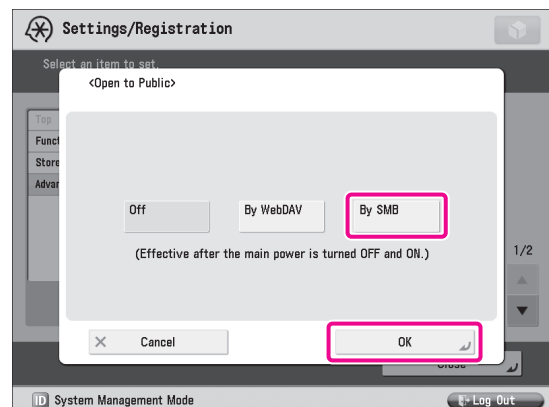 Settings/Registration
Select an item to set.
<Open to Public>
Top
Funct
Store
Advan
Off
By WebDAV
By SMB
(Effective after the main power is turned OFF and ON.)
1/2
Cancel
OK
Close
ID System Management Mode
Log Out